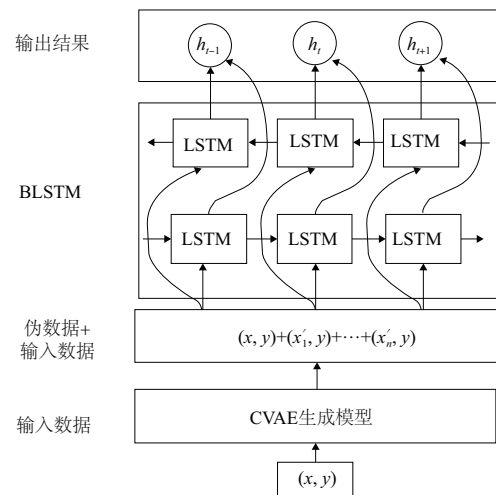 输出结果
h_{t−1} h_t h_{t+1}
LSTM LSTM LSTM
BLSTM
LSTM LSTM LSTM
伪数据+
输入数据
(x, y)+(x′_1, y)+···+(x′_n, y)
输入数据
CVAE生成模型
(x, y)